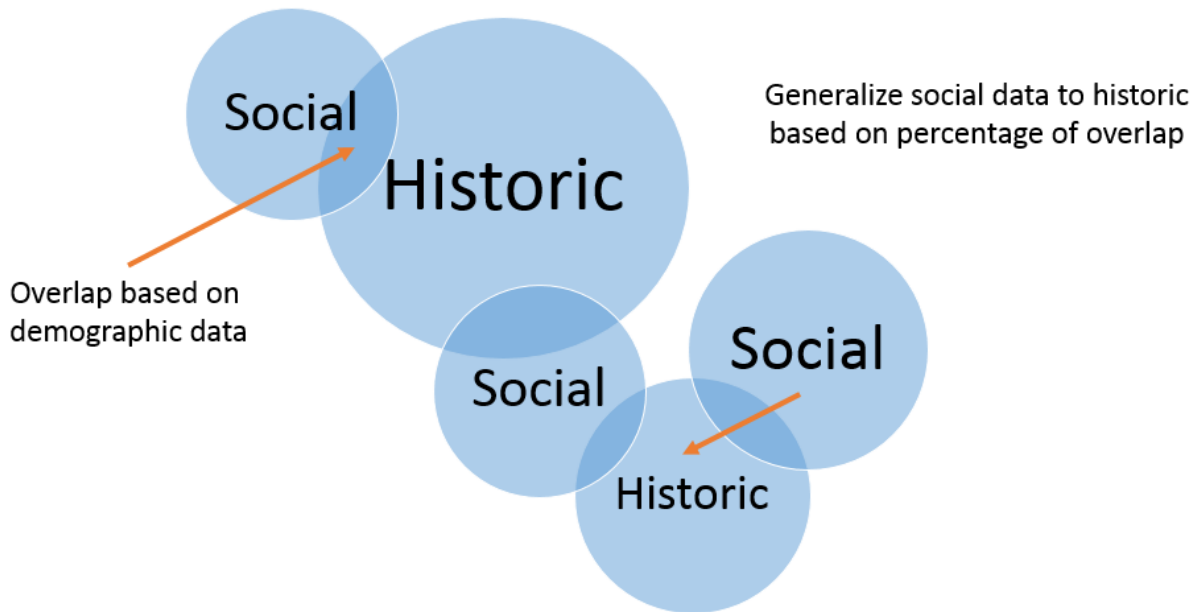 Social
Historic
Generalize social data to historic
based on percentage of overlap
Overlap based on
demographic data
Social
Social
Historic